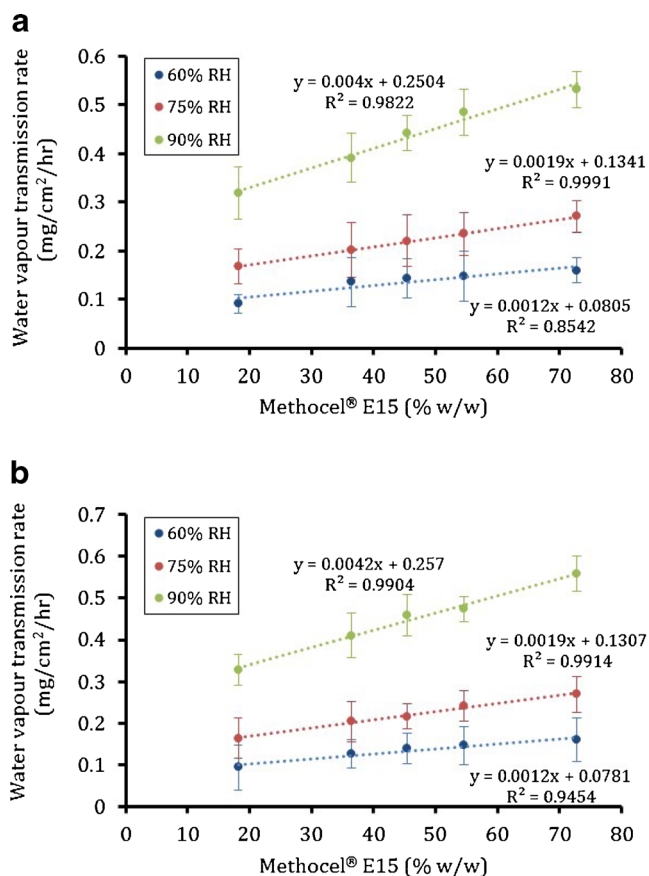 a
Water vapour transmission rate
(mg/cm²/hr)
0.6
0.5
0.4
0.3
0.2
0.1
0
60% RH
75% RH
90% RH
y = 0.004x + 0.2504
R² = 0.9822
y = 0.0019x + 0.1341
R² = 0.9991
y = 0.0012x + 0.0805
R² = 0.8542
0 10 20 30 40 50 60 70 80
Methocel® E15 (% w/w)
b
Water vapour transmission rate
(mg/cm²/hr)
0.7
0.6
0.5
0.4
0.3
0.2
0.1
0
60% RH
75% RH
90% RH
y = 0.0042x + 0.257
R² = 0.9904
y = 0.0019x + 0.1307
R² = 0.9914
y = 0.0012x + 0.0781
R² = 0.9454
0 10 20 30 40 50 60 70 80
Methocel® E15 (% w/w)